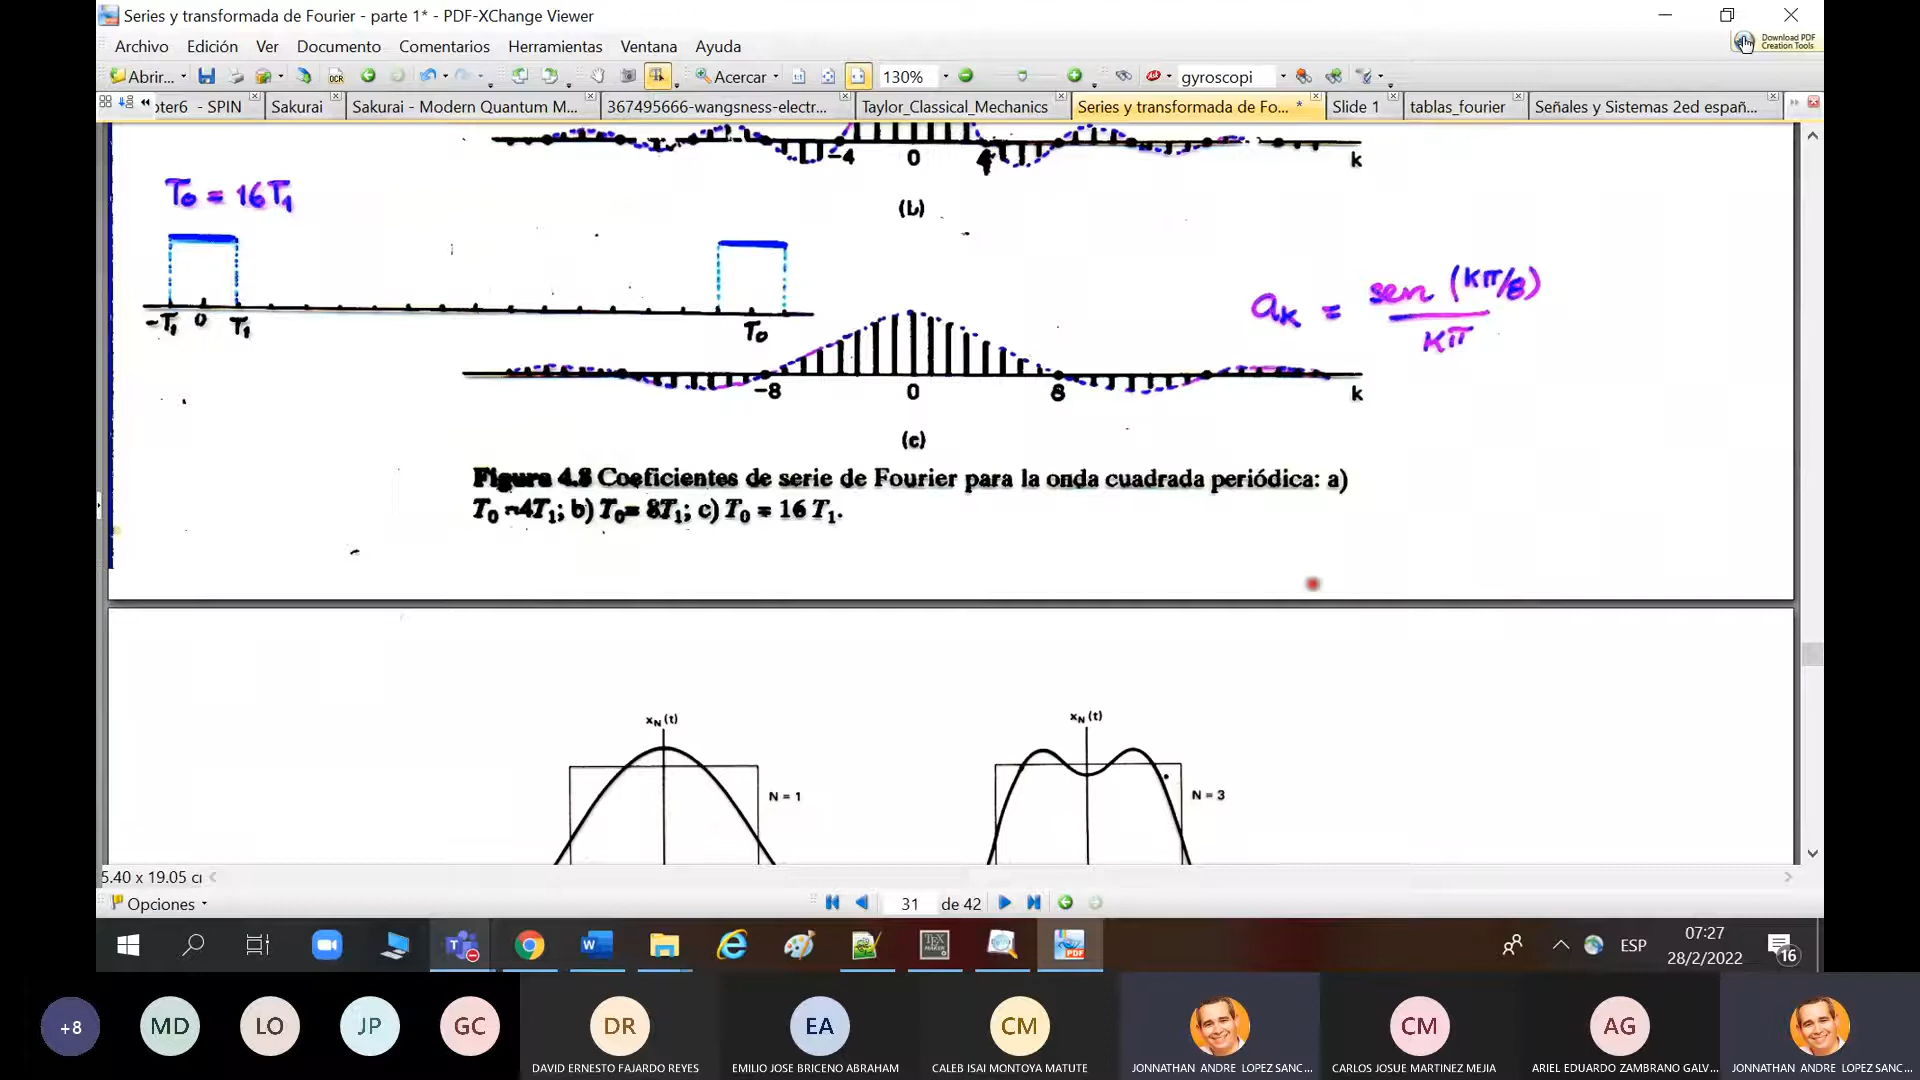 Series y transformada de Fourier - parte 1* - PDF-XChange Viewer
Archivo Edición Ver Documento Comentarios Herramientas Ventana Ayuda
Download PDF
Creation Tools
Abrir... OCR Acercar 130% gyroscopi
oter6 - SPIN Sakurai Sakurai - Modern Quantum M... 367495666-wangsness-electr... Taylor_Classical_Mechanics Series y transformada de Fo... * Slide 1 tablas_fourier Señales y Sistemas 2ed españ...
-4 0 4 k
(b)
T0 = 16T1
-T1 0 T1 T0
ak = sen (kπ/8)
kπ
-8 0 8 k
(c)
Figura 4.8 Coeficientes de serie de Fourier para la onda cuadrada periódica: a)
T0 -4T1; b) T0= 8T1; c) T0 = 16 T1.
xN(t) xN(t)
N = 1 N = 3
5.40 x 19.05 cı
Opciones 31 de 42
ESP 07:27
28/2/2022
16
+8 MD LO JP GC DR EA CM CM AG
DAVID ERNESTO FAJARDO REYES EMILIO JOSE BRICENO ABRAHAM CALEB ISAI MONTOYA MATUTE JONNATHAN ANDRE LOPEZ SANC... CARLOS JOSUE MARTINEZ MEJIA ARIEL EDUARDO ZAMBRANO GALV... JONNATHAN ANDRE LOPEZ SANC...